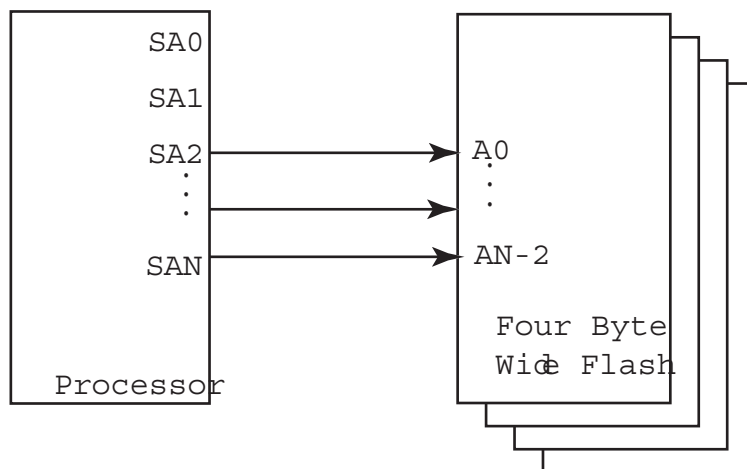 SA0
SA1
SA2
SAN
Processor
A0
AN-2
Four Byte
Wide Flash